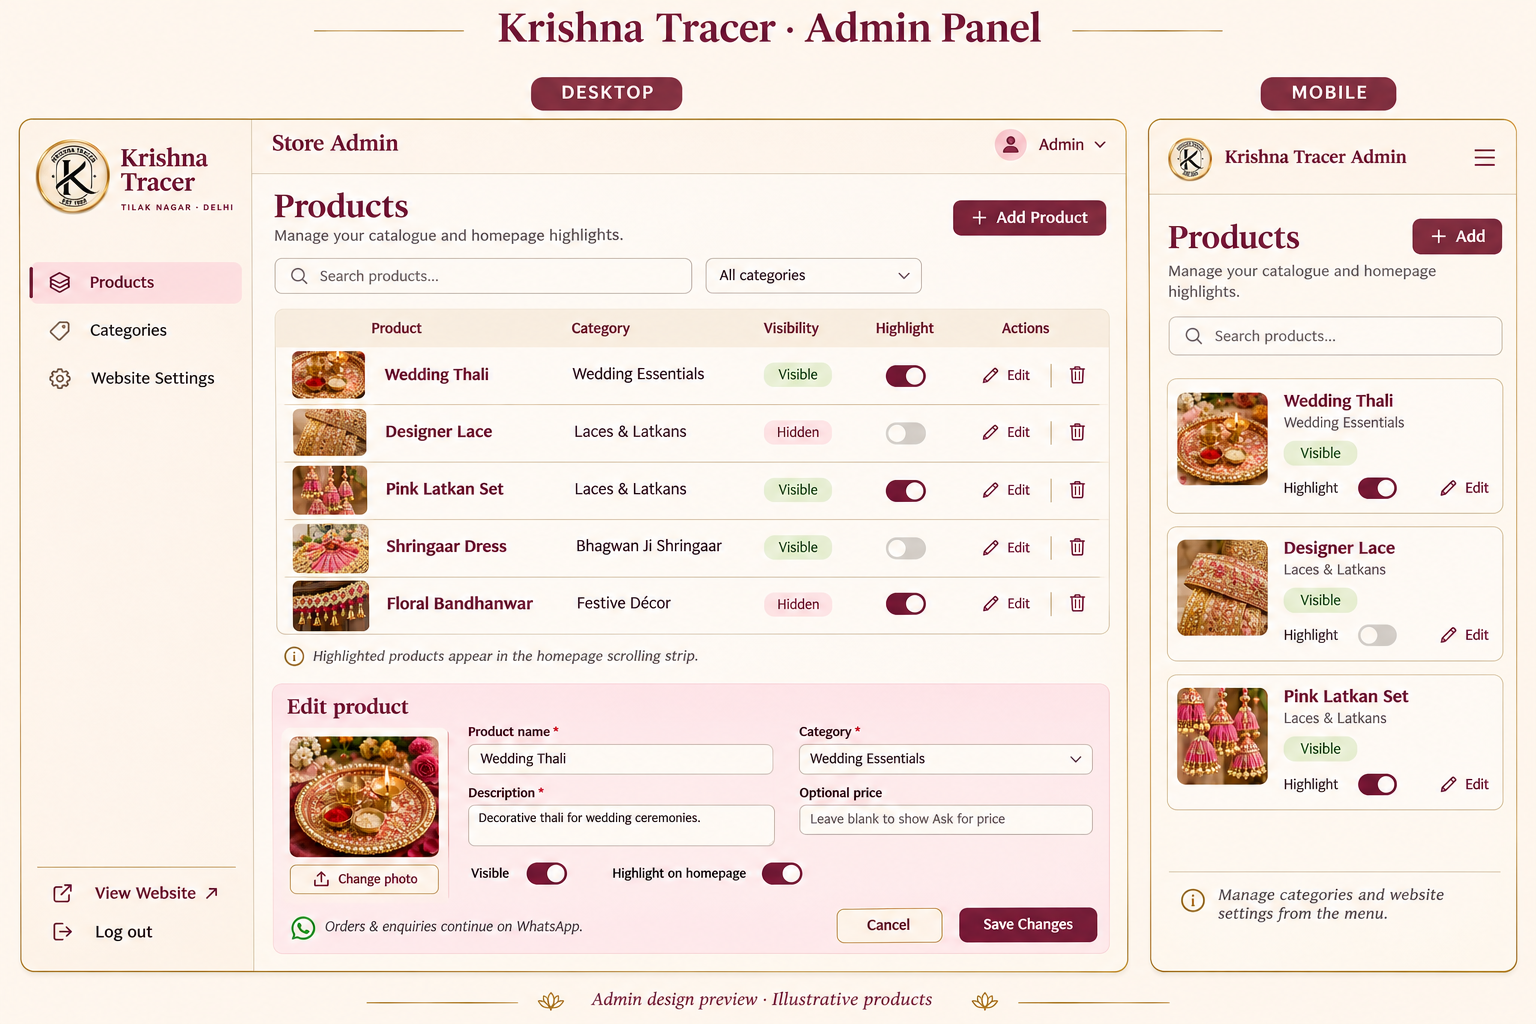 Krishna Tracer · Admin Panel
DESKTOP
Krishna
Tracer
TILAK NAGAR · DELHI
Products
Categories
Website Settings
View Website
Log out
Store Admin
Admin
Products
Manage your catalogue and homepage highlights.
+ Add Product
Search products...
All categories
Product Category Visibility Highlight Actions
Wedding Thali Wedding Essentials Visible Edit
Designer Lace Laces & Latkans Hidden Edit
Pink Latkan Set Laces & Latkans Visible Edit
Shringaar Dress Bhagwan Ji Shringaar Visible Edit
Floral Bandhanwar Festive Décor Hidden Edit
Highlighted products appear in the homepage scrolling strip.
Edit product
Product name *
Wedding Thali
Category *
Wedding Essentials
Description *
Decorative thali for wedding ceremonies.
Optional price
Leave blank to show Ask for price
Change photo
Visible
Highlight on homepage
Orders & enquiries continue on WhatsApp.
Cancel
Save Changes
MOBILE
Krishna Tracer Admin
Products
+ Add
Manage your catalogue and homepage
highlights.
Search products...
Wedding Thali
Wedding Essentials
Visible
Highlight Edit
Designer Lace
Laces & Latkans
Visible
Highlight Edit
Pink Latkan Set
Laces & Latkans
Visible
Highlight Edit
Manage categories and website
settings from the menu.
Admin design preview · Illustrative products